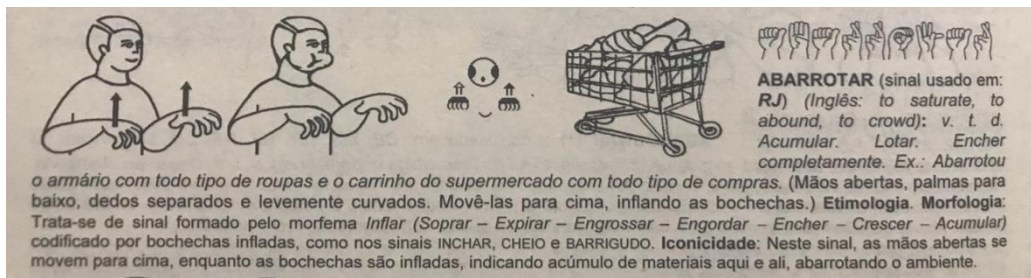 ABARROTAR (sinal usado em:
RJ) (Inglês: to saturate, to
abound, to crowd): v. t. d.
Acumular. Lotar. Encher
completamente. Ex.: Abarrotou
o armário com todo tipo de roupas e o carrinho do supermercado com todo tipo de compras. (Mãos abertas, palmas para
baixo, dedos separados e levemente curvados. Movê-las para cima, inflando as bochechas.) Etimologia. Morfologia:
Trata-se de sinal formado pelo morfema Inflar (Soprar – Expirar – Engrossar – Engordar – Encher – Crescer – Acumular)
codificado por bochechas infladas, como nos sinais INCHAR, CHEIO e BARRIGUDO. Iconicidade: Neste sinal, as mãos abertas se
movem para cima, enquanto as bochechas são infladas, indicando acúmulo de materiais aqui e ali, abarrotando o ambiente.